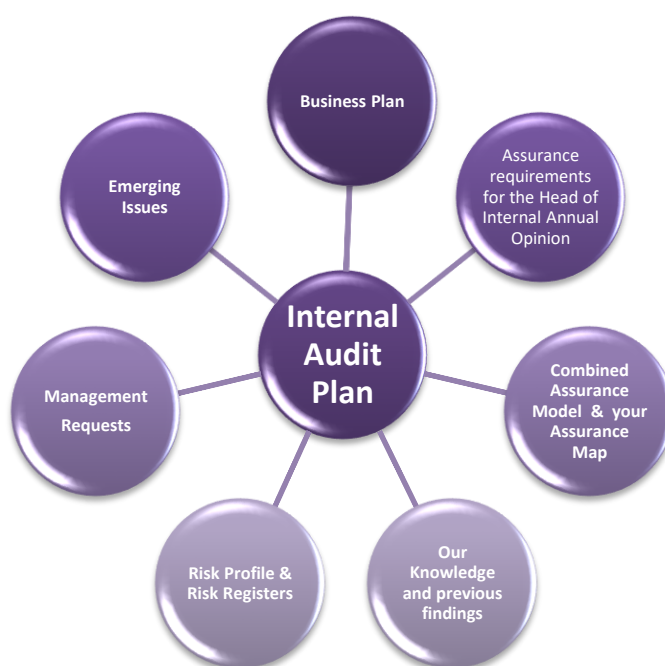 Business Plan
Assurance
requirements
for the Head of
Internal Annual
Opinion
Combined
Assurance
Model & your
Assurance
Map
Our
Knowledge
and previous
findings
Risk Profile &
Risk Registers
Management
Requests
Emerging
Issues
Internal
Audit
Plan